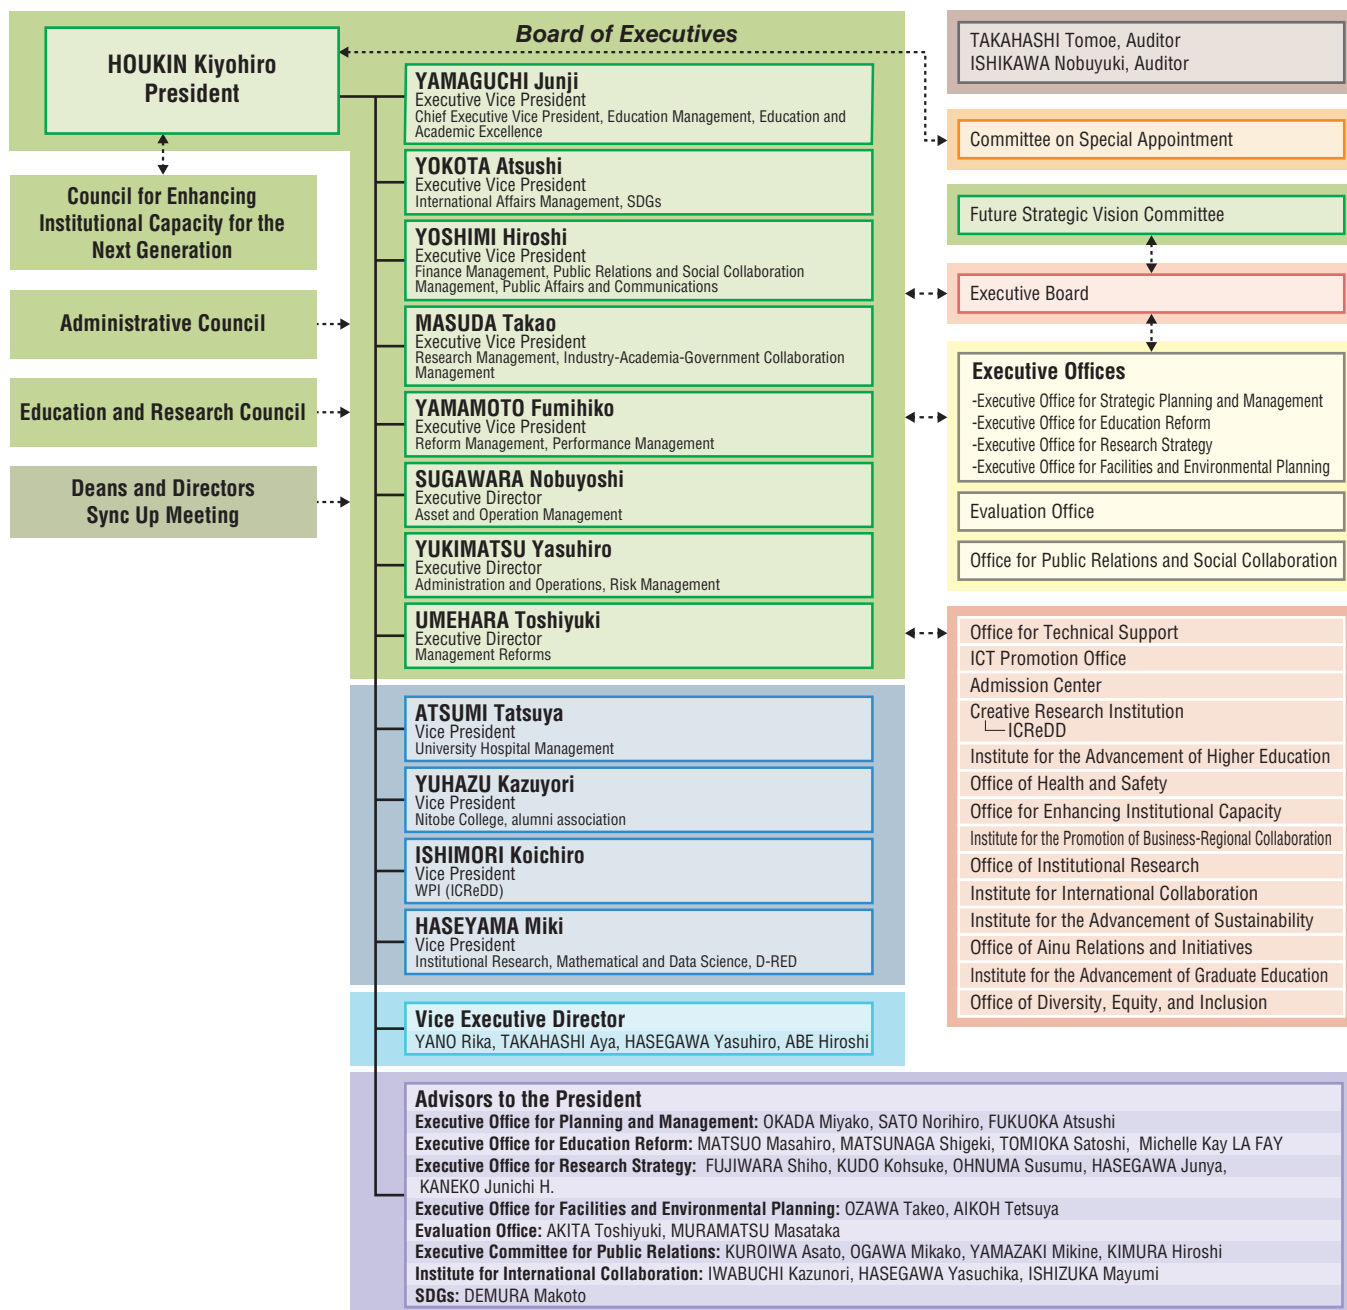 Board of Executives
HOUKIN Kiyohiro
President
Council for Enhancing
Institutional Capacity for the
Next Generation
Administrative Council
Education and Research Council
Deans and Directors
Sync Up Meeting
YAMAGUCHI Junji
Executive Vice President
Chief Executive Vice President, Education Management, Education and
Academic Excellence
YOKOTA Atsushi
Executive Vice President
International Affairs Management, SDGs
YOSHIMI Hiroshi
Executive Vice President
Finance Management, Public Relations and Social Collaboration
Management, Public Affairs and Communications
MASUDA Takao
Executive Vice President
Research Management, Industry-Academia-Government Collaboration
Management
YAMAMOTO Fumihiko
Executive Vice President
Reform Management, Performance Management
SUGAWARA Nobuyoshi
Executive Director
Asset and Operation Management
YUKIMATSU Yasuhiro
Executive Director
Administration and Operations, Risk Management
UMEHARA Toshiyuki
Executive Director
Management Reforms
ATSUMI Tatsuya
Vice President
University Hospital Management
YUHAZU Kazuyori
Vice President
Nitobe College, alumni association
ISHIMORI Koichiro
Vice President
WPI (ICReDD)
HASEYAMA Miki
Vice President
Institutional Research, Mathematical and Data Science, D-RED
Vice Executive Director
YANO Rika, TAKAHASHI Aya, HASEGAWA Yasuhiro, ABE Hiroshi
Advisors to the President
Executive Office for Planning and Management: OKADA Miyako, SATO Norihiro, FUKUOKA Atsushi
Executive Office for Education Reform: MATSUO Masahiro, MATSUNAGA Shigeki, TOMIOKA Satoshi, Michelle Kay LA FAY
Executive Office for Research Strategy: FUJIWARA Shiho, KUDO Kohsuke, OHNUMA Susumu, HASEGAWA Junya,
KANEKO Junichi H.
Executive Office for Facilities and Environmental Planning: OZAWA Takeo, AIKOH Tetsuya
Evaluation Office: AKITA Toshiyuki, MURAMATSU Masataka
Executive Committee for Public Relations: KUROIWA Asato, OGAWA Mikako, YAMAZAKI Mikine, KIMURA Hiroshi
Institute for International Collaboration: IWABUCHI Kazunori, HASEGAWA Yasuchika, ISHIZUKA Mayumi
SDGs: DEMURA Makoto
TAKAHASHI Tomoe, Auditor
ISHIKAWA Nobuyuki, Auditor
Committee on Special Appointment
Future Strategic Vision Committee
Executive Board
Executive Offices
-Executive Office for Strategic Planning and Management
-Executive Office for Education Reform
-Executive Office for Research Strategy
-Executive Office for Facilities and Environmental Planning
Evaluation Office
Office for Public Relations and Social Collaboration
Office for Technical Support
ICT Promotion Office
Admission Center
Creative Research Institution
ICReDD
Institute for the Advancement of Higher Education
Office of Health and Safety
Office for Enhancing Institutional Capacity
Institute for the Promotion of Business-Regional Collaboration
Office of Institutional Research
Institute for International Collaboration
Institute for the Advancement of Sustainability
Office of Ainu Relations and Initiatives
Institute for the Advancement of Graduate Education
Office of Diversity, Equity, and Inclusion